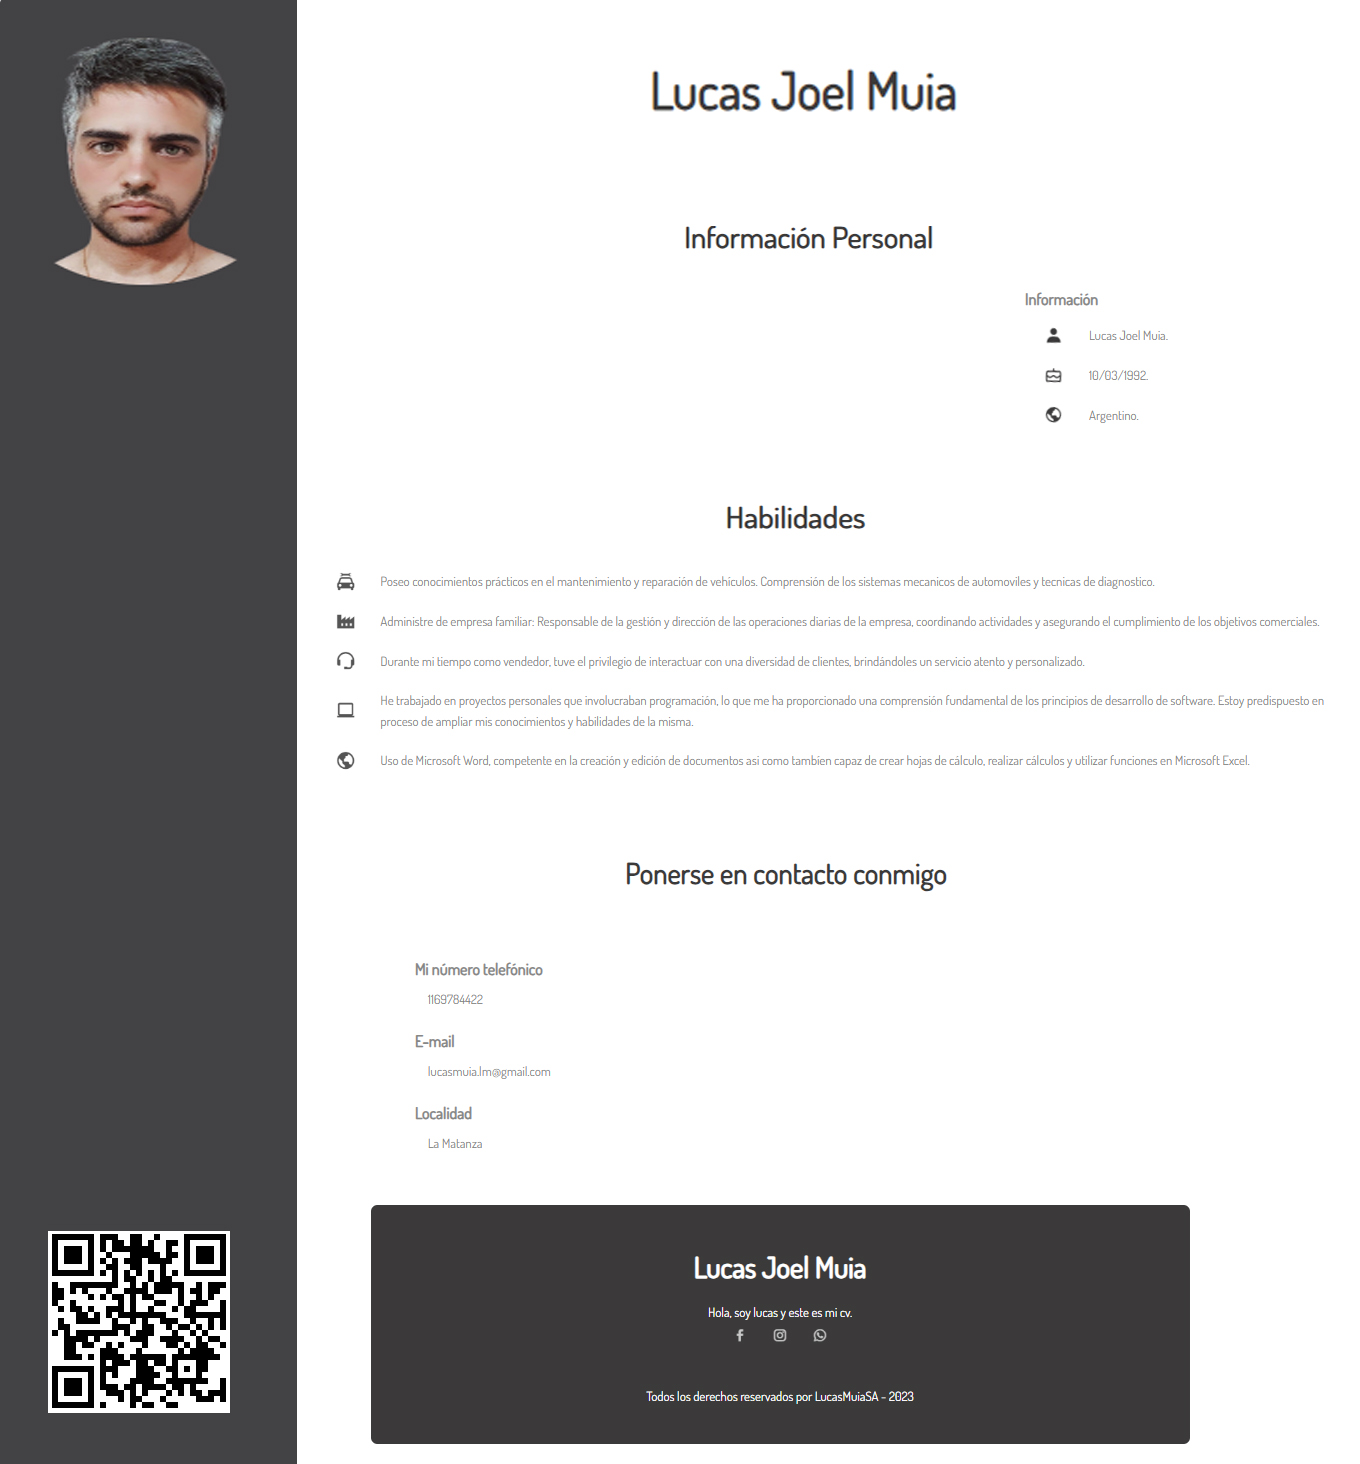 Lucas Joel Muia
Información Personal
Información
Lucas Joel Muia.
10/03/1992.
Argentino.
Habilidades
Poseo conocimientos prácticos en el mantenimiento y reparación de vehículos. Comprensión de los sistemas mecanicos de automoviles y tecnicas de diagnostico.
Administre de empresa familiar: Responsable de la gestión y dirección de las operaciones diarias de la empresa, coordinando actividades y asegurando el cumplimiento de los objetivos comerciales.
Durante mi tiempo como vendedor, tuve el privilegio de interactuar con una diversidad de clientes, brindándoles un servicio atento y personalizado.
He trabajado en proyectos personales que involucraban programación, lo que me ha proporcionado una comprensión fundamental de los principios de desarrollo de software. Estoy predispuesto en
proceso de ampliar mis conocimientos y habilidades de la misma.
Uso de Microsoft Word, competente en la creación y edición de documentos asi como tambien capaz de crear hojas de cálculo, realizar cálculos y utilizar funciones en Microsoft Excel.
Ponerse en contacto conmigo
Mi número telefónico
1169784422
E-mail
lucasmuia.lm@gmail.com
Localidad
La Matanza
Lucas Joel Muia
Hola, soy lucas y este es mi cv.
Todos los derechos reservados por LucasMuiaSA - 2023